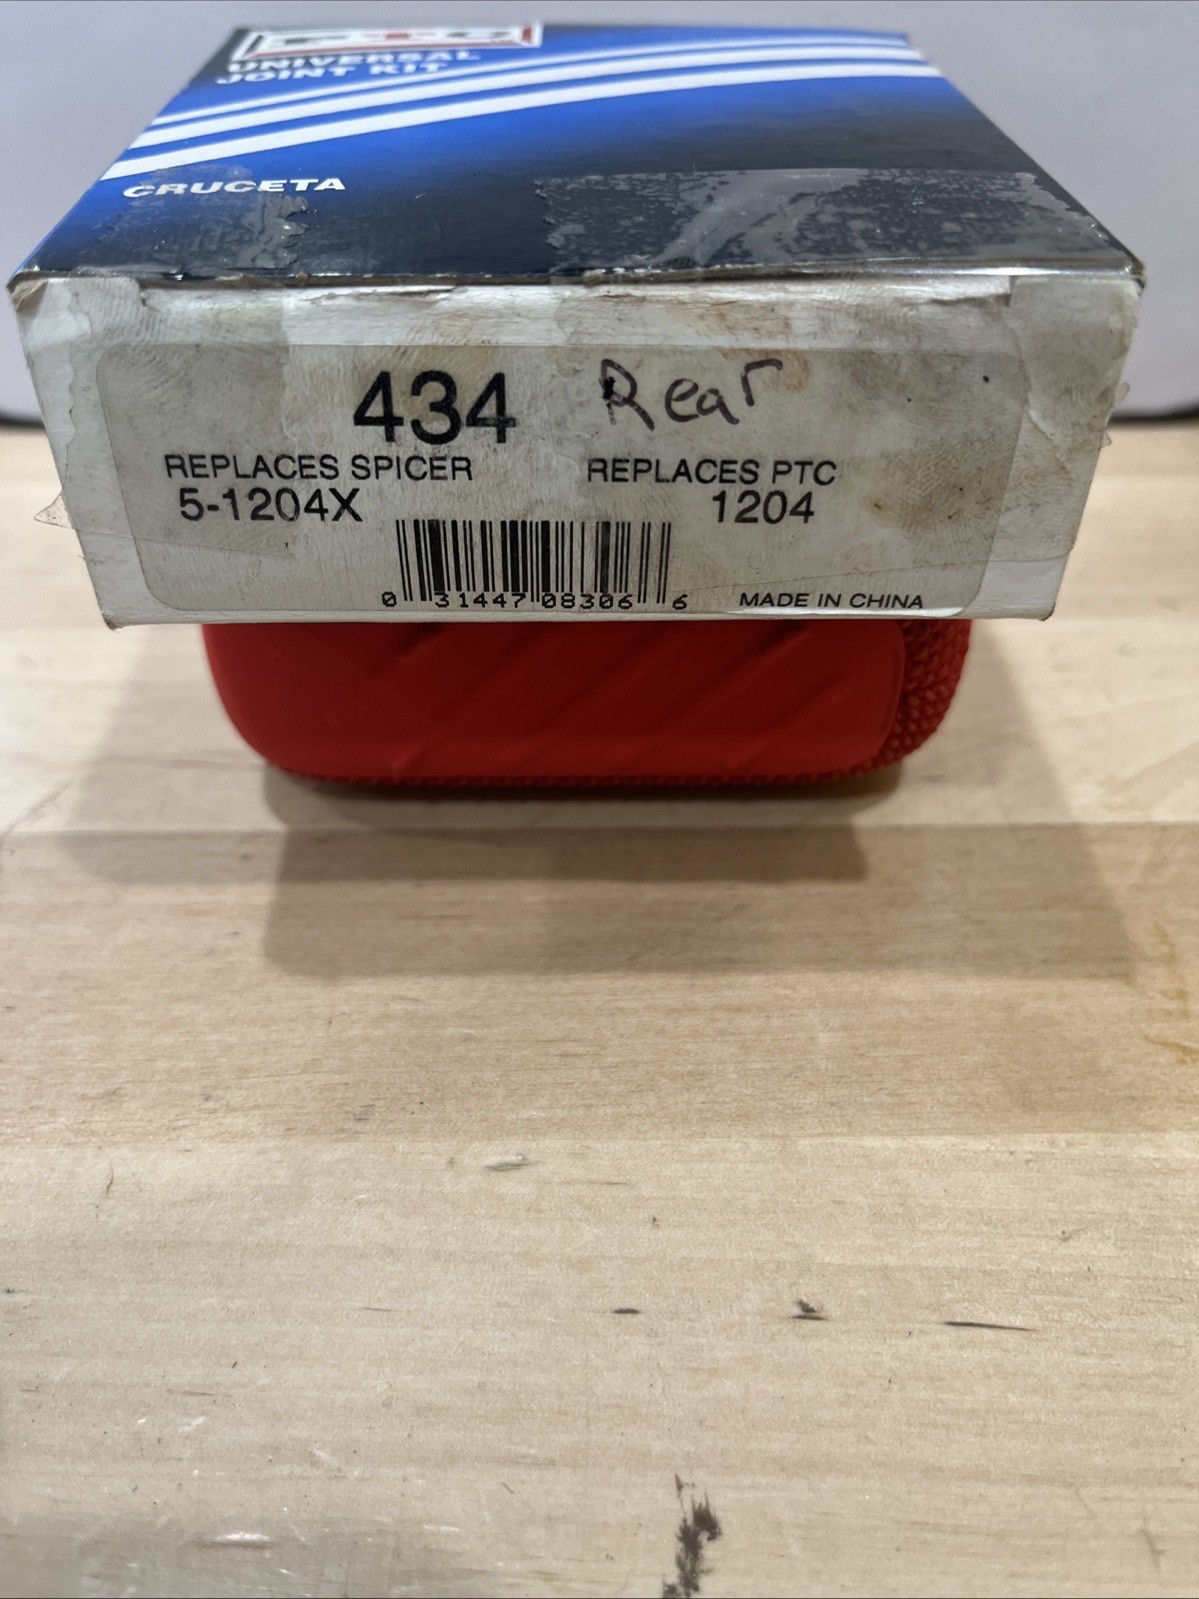 PTC
UNIVERSAL
JOINT KIT
CRUCETA
434 Rear
REPLACES SPICER REPLACES PTC
5-1204X 1204
0 31447 08306 6 MADE IN CHINA